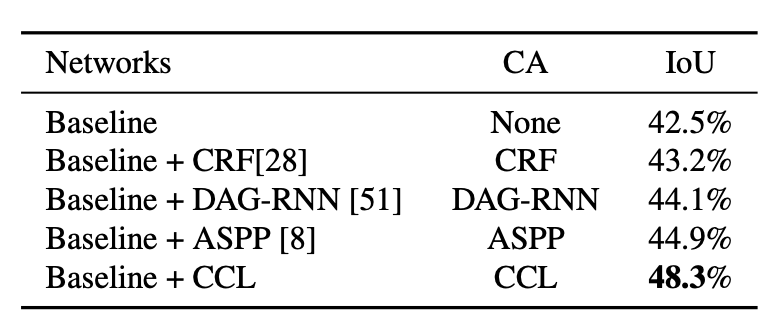 Networks CA IoU
Baseline None 42.5%
Baseline + CRF[28] CRF 43.2%
Baseline + DAG-RNN [51] DAG-RNN 44.1%
Baseline + ASPP [8] ASPP 44.9%
Baseline + CCL CCL 48.3%